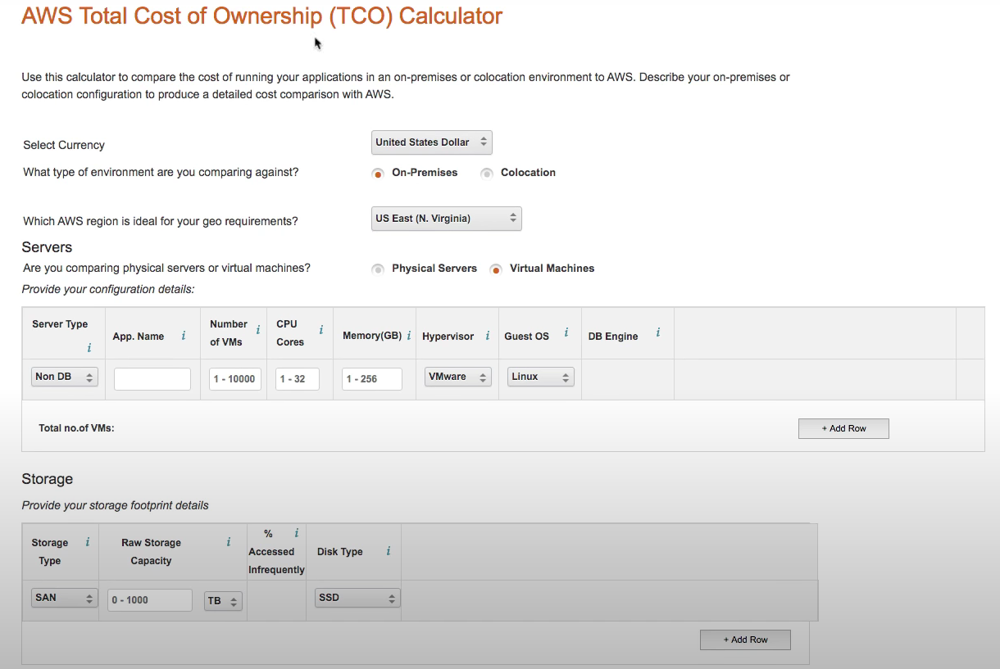 AWS Total Cost of Ownership (TCO) Calculator
Use this calculator to compare the cost of running your applications in an on-premises or colocation environment to AWS. Describe your on-premises or
colocation configuration to produce a detailed cost comparison with AWS.
Select Currency United States Dollar
What type of environment are you comparing against? On-Premises Colocation
Which AWS region is ideal for your geo requirements? US East (N. Virginia)
Servers
Are you comparing physical servers or virtual machines? Physical Servers Virtual Machines
Provide your configuration details:
Server Type i App. Name i Number of VMs i CPU Cores i Memory(GB) i Hypervisor i Guest OS i DB Engine i
Non DB 1 - 10000 1 - 32 1 - 256 VMware Linux
Total no.of VMs: + Add Row
Storage
Provide your storage footprint details
Storage Type i Raw Storage Capacity i % Accessed Infrequently i Disk Type i
SAN 0 - 1000 TB SSD
+ Add Row